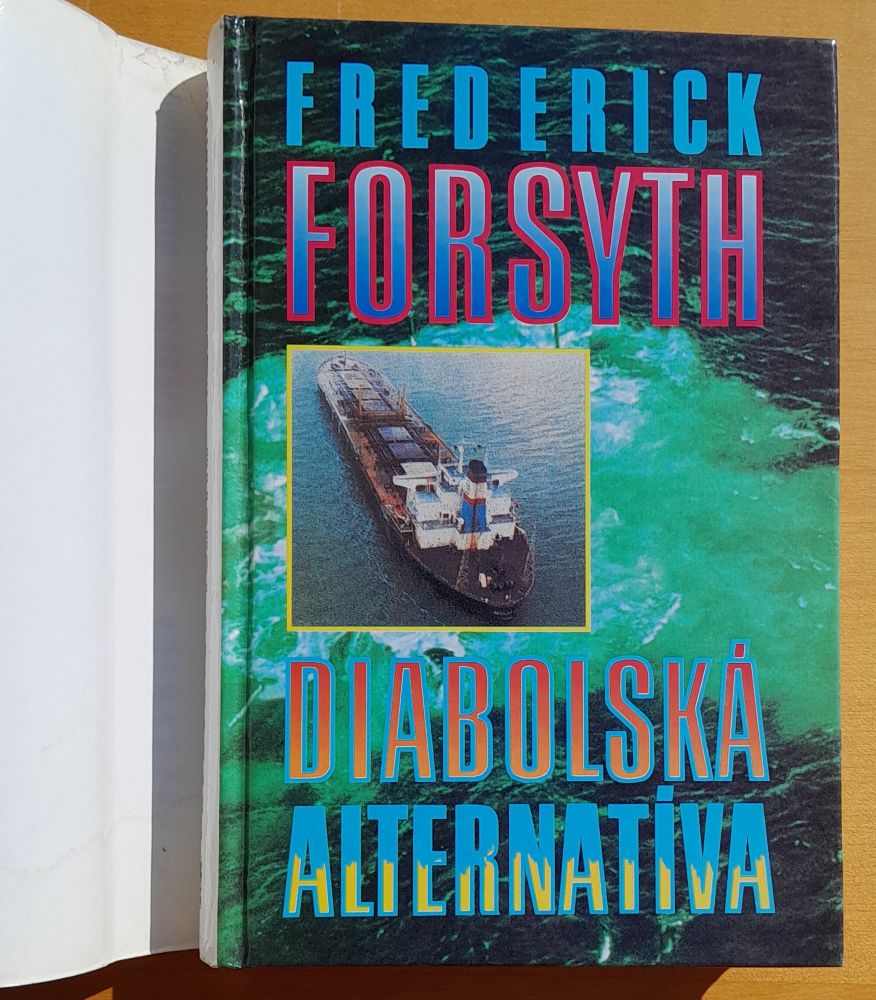 FREDERICK
FORSYTH
DIABOLSKÁ
ALTERNATÍVA